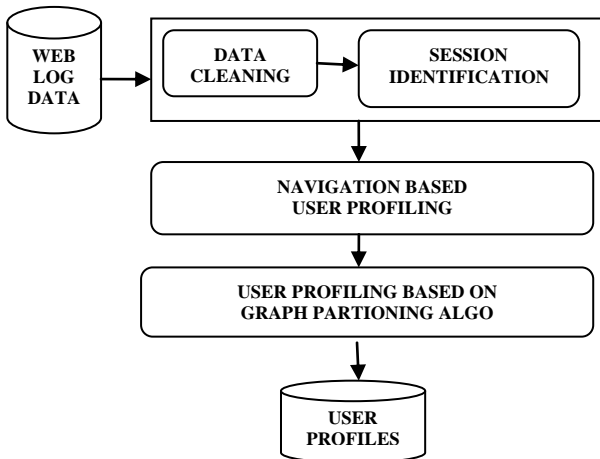 WEB
LOG
DATA
DATA
CLEANING
SESSION
IDENTIFICATION
NAVIGATION BASED
USER PROFILING
USER PROFILING BASED ON
GRAPH PARTIONING ALGO
USER
PROFILES